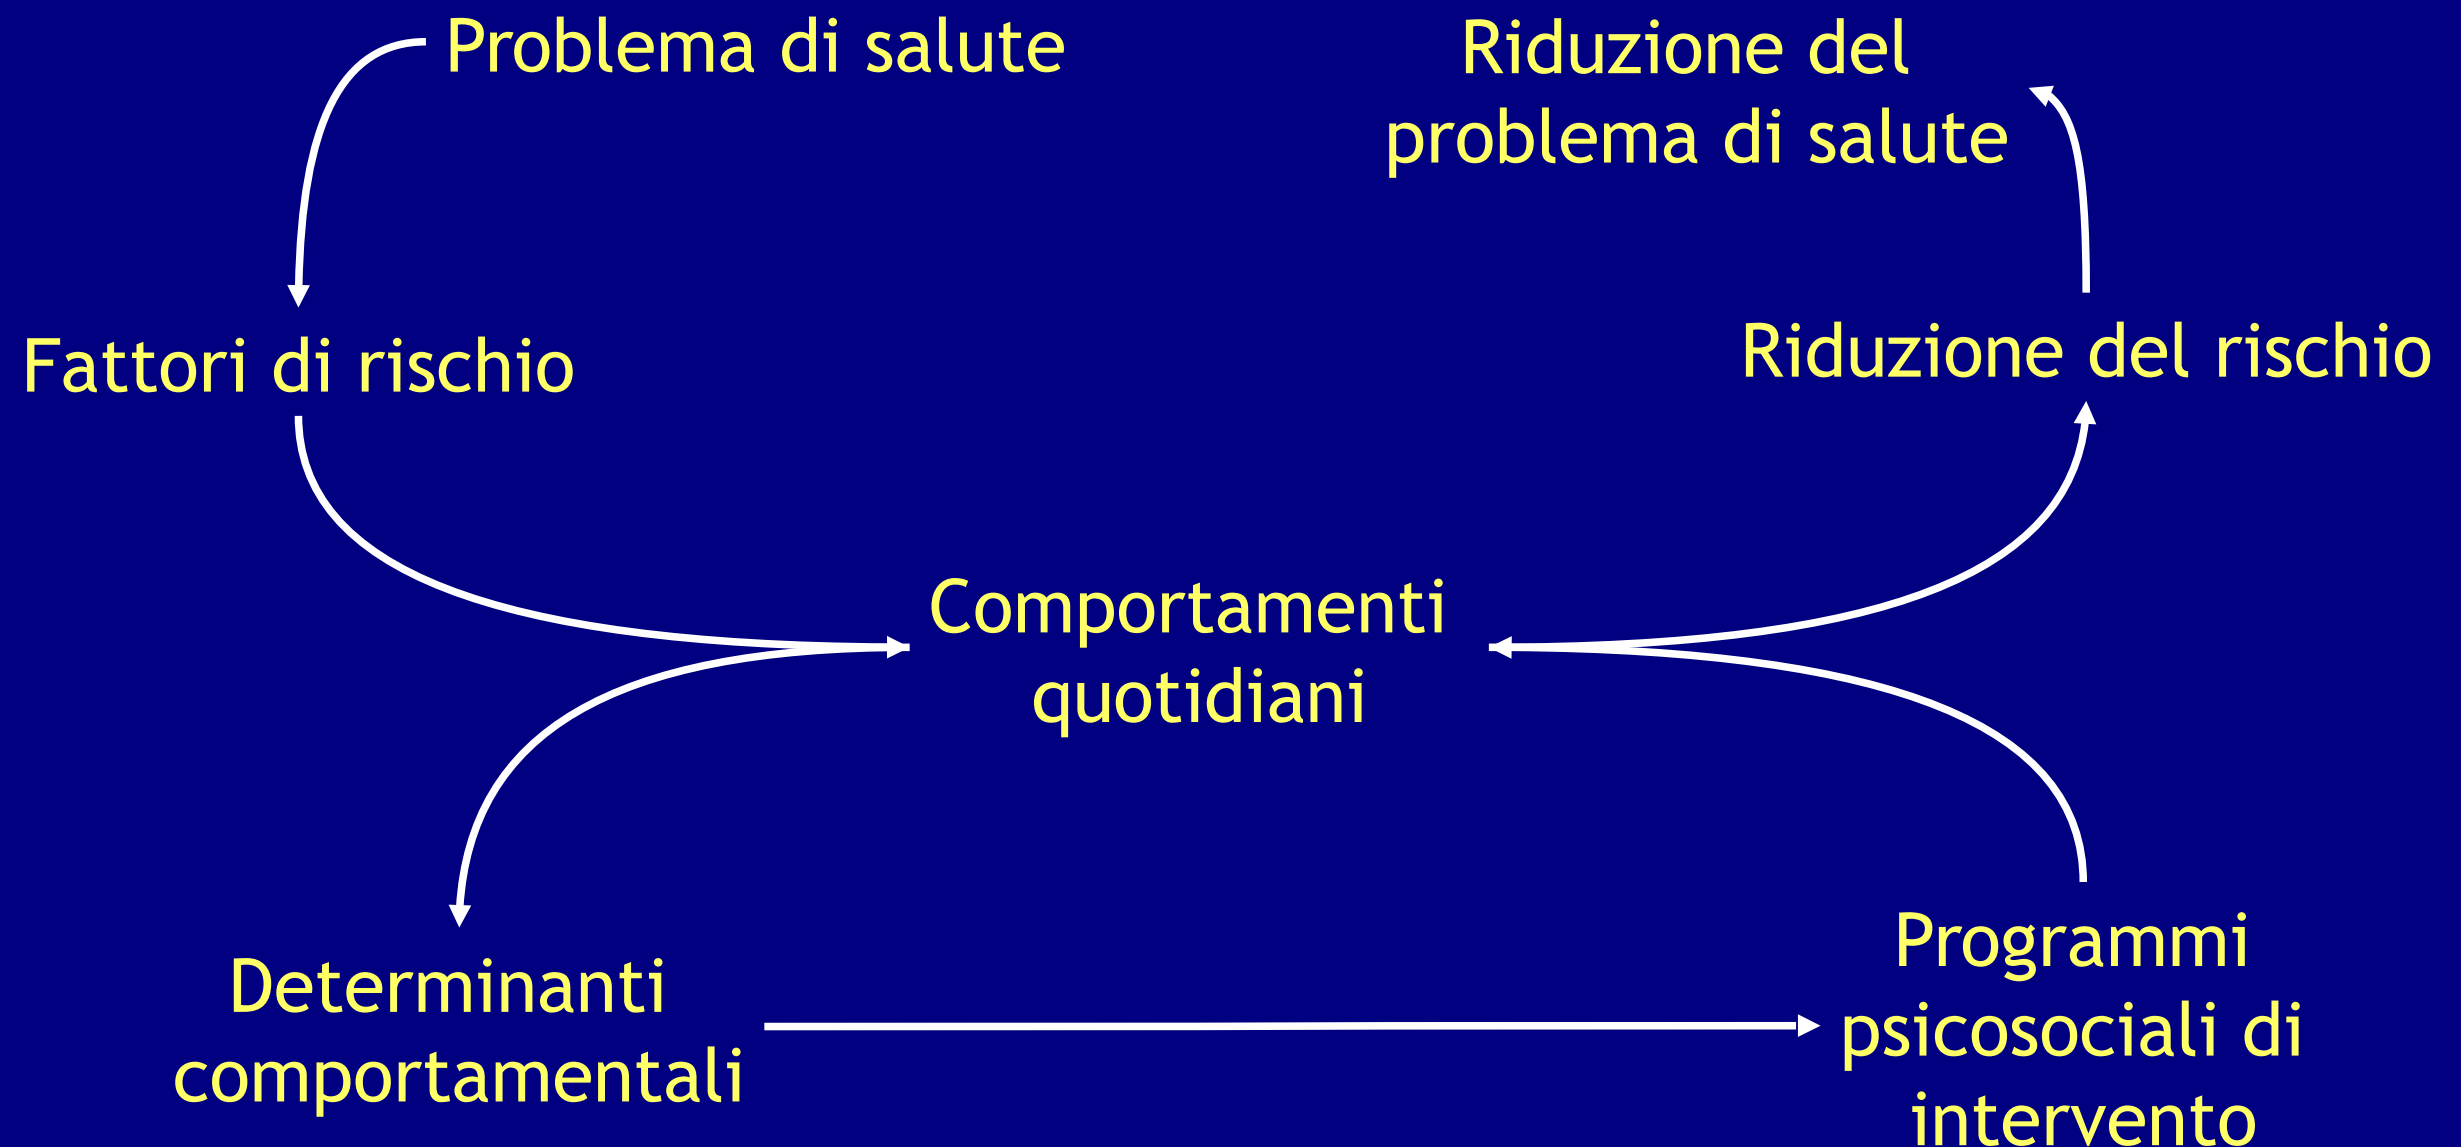 Problema di salute
Riduzione del
problema di salute
Fattori di rischio
Riduzione del rischio
Comportamenti
quotidiani
Determinanti
comportamentali
Programmi
psicosociali di
intervento